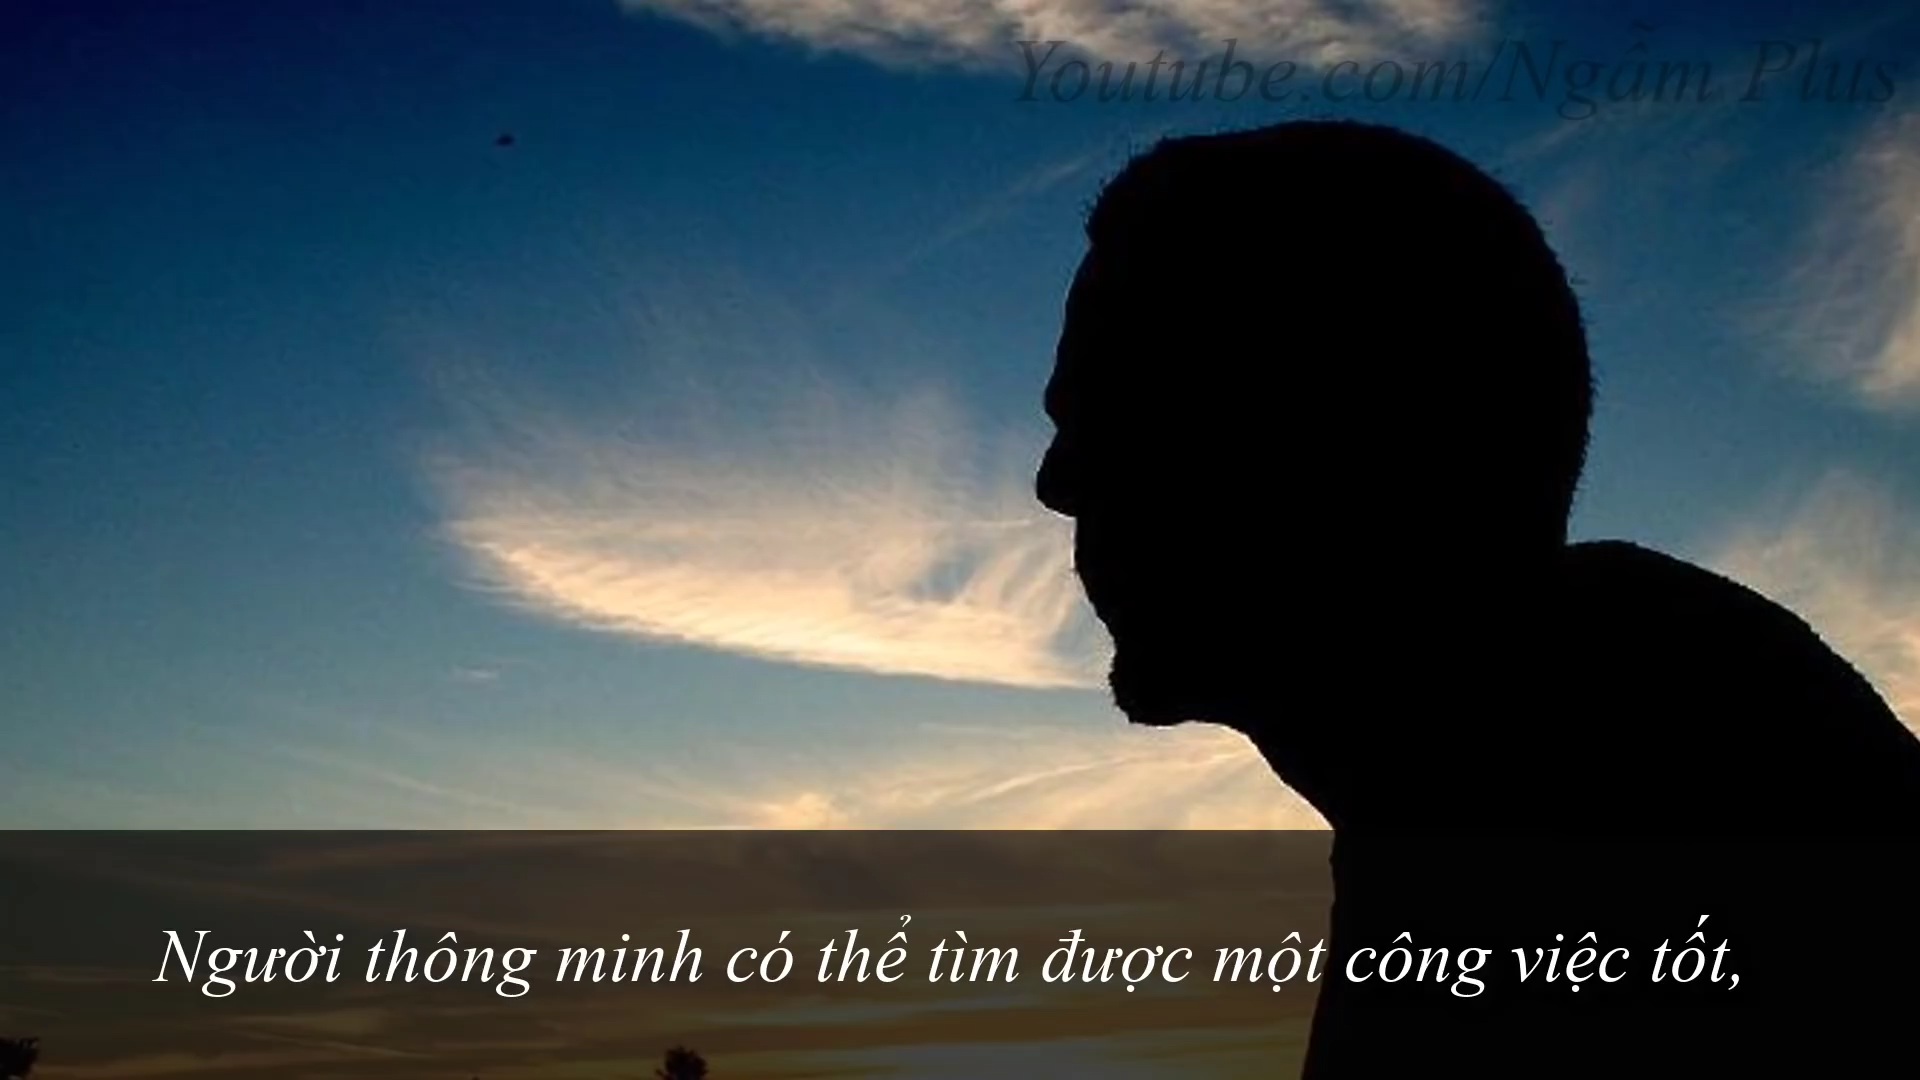 Youtube.com/Ngẫm Plus
Người thông minh có thể tìm được một công việc tốt,